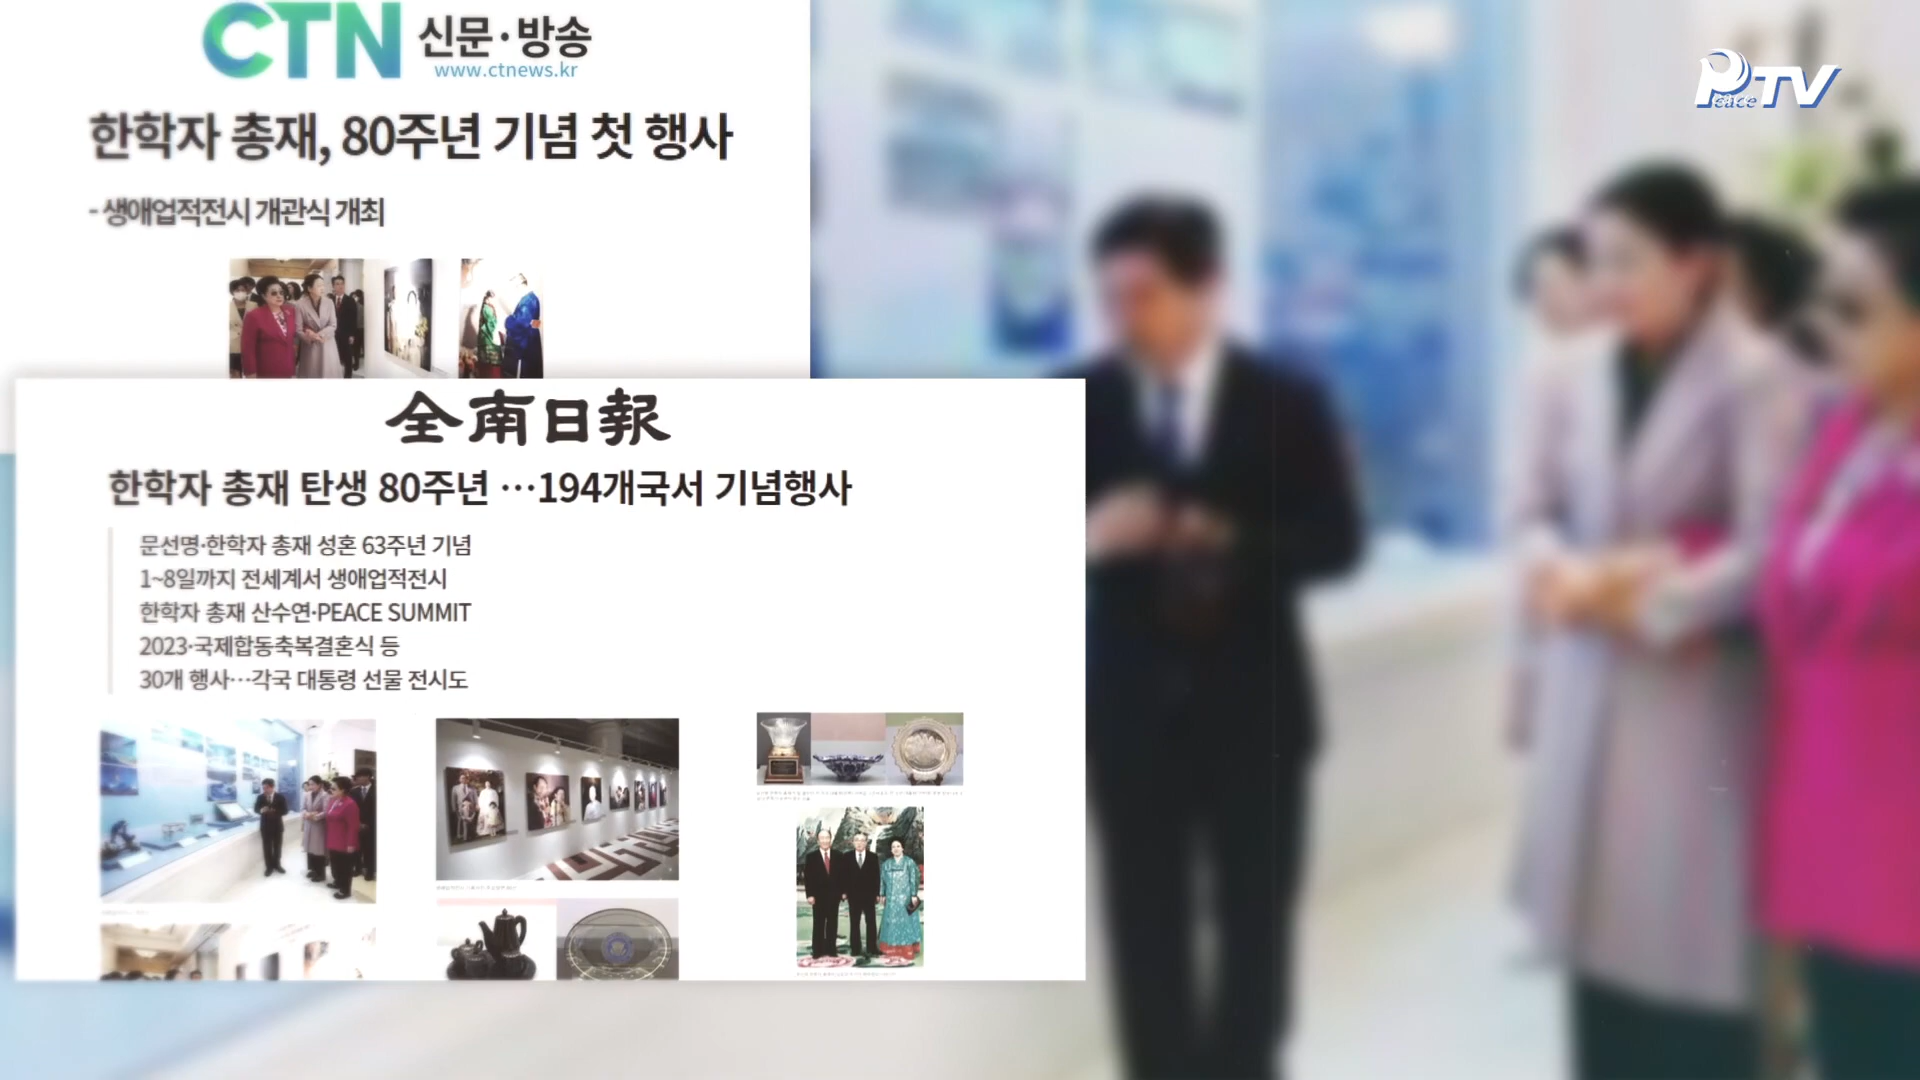 CTN 신문·방송
www.ctnews.kr
한학자 총재, 80주년 기념 첫 행사
- 생애업적전시 개관식 개최
Peace TV
全南日報
한학자 총재 탄생 80주년 …194개국서 기념행사
문선명·한학자 총재 성혼 63주년 기념
1~8일까지 전세계서 생애업적전시
한학자 총재 산수연·PEACE SUMMIT
2023·국제합동축복결혼식 등
30개 행사…각국 대통령 선물 전시도